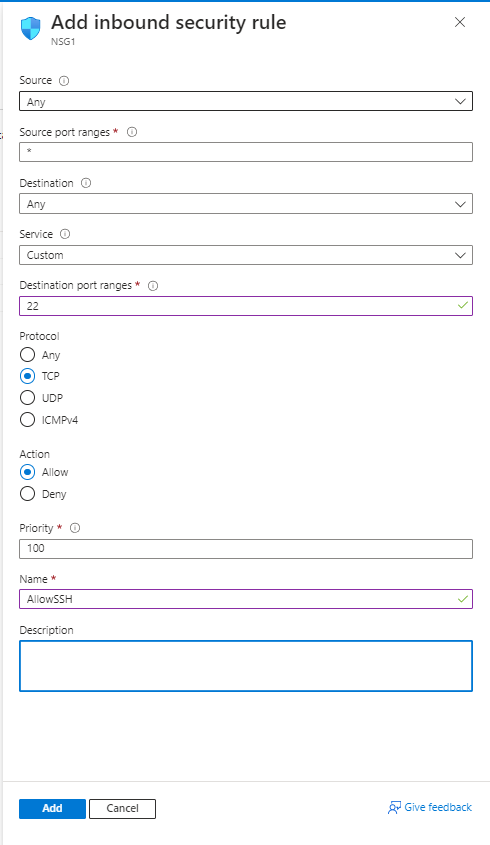 Add inbound security rule
NSG1
Source
Any
Source port ranges *
*
Destination
Any
Service
Custom
Destination port ranges *
22
Protocol
Any
TCP
UDP
ICMPv4
Action
Allow
Deny
Priority *
100
Name *
AllowSSH
Description
Add
Cancel
Give feedback